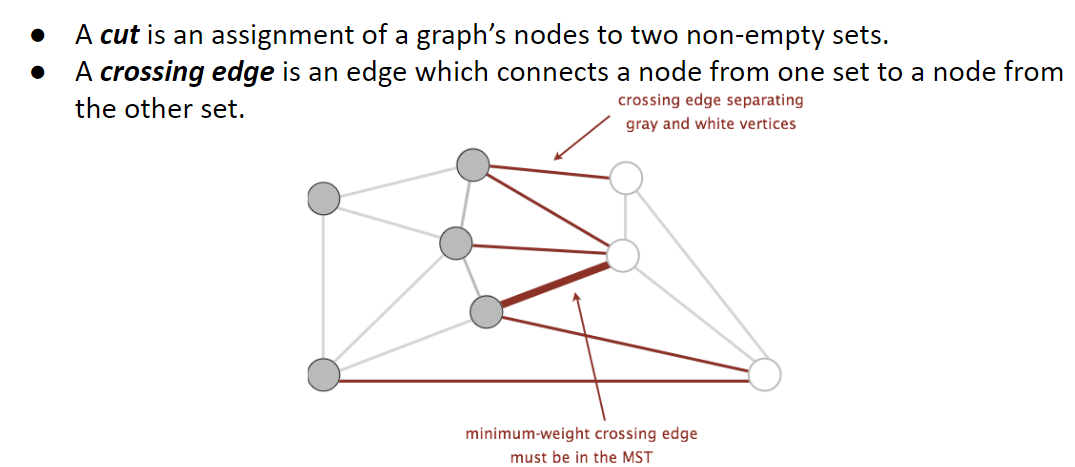 ● A cut is an assignment of a graph’s nodes to two non-empty sets.
● A crossing edge is an edge which connects a node from one set to a node from
the other set.
crossing edge separating
gray and white vertices
minimum-weight crossing edge
must be in the MST